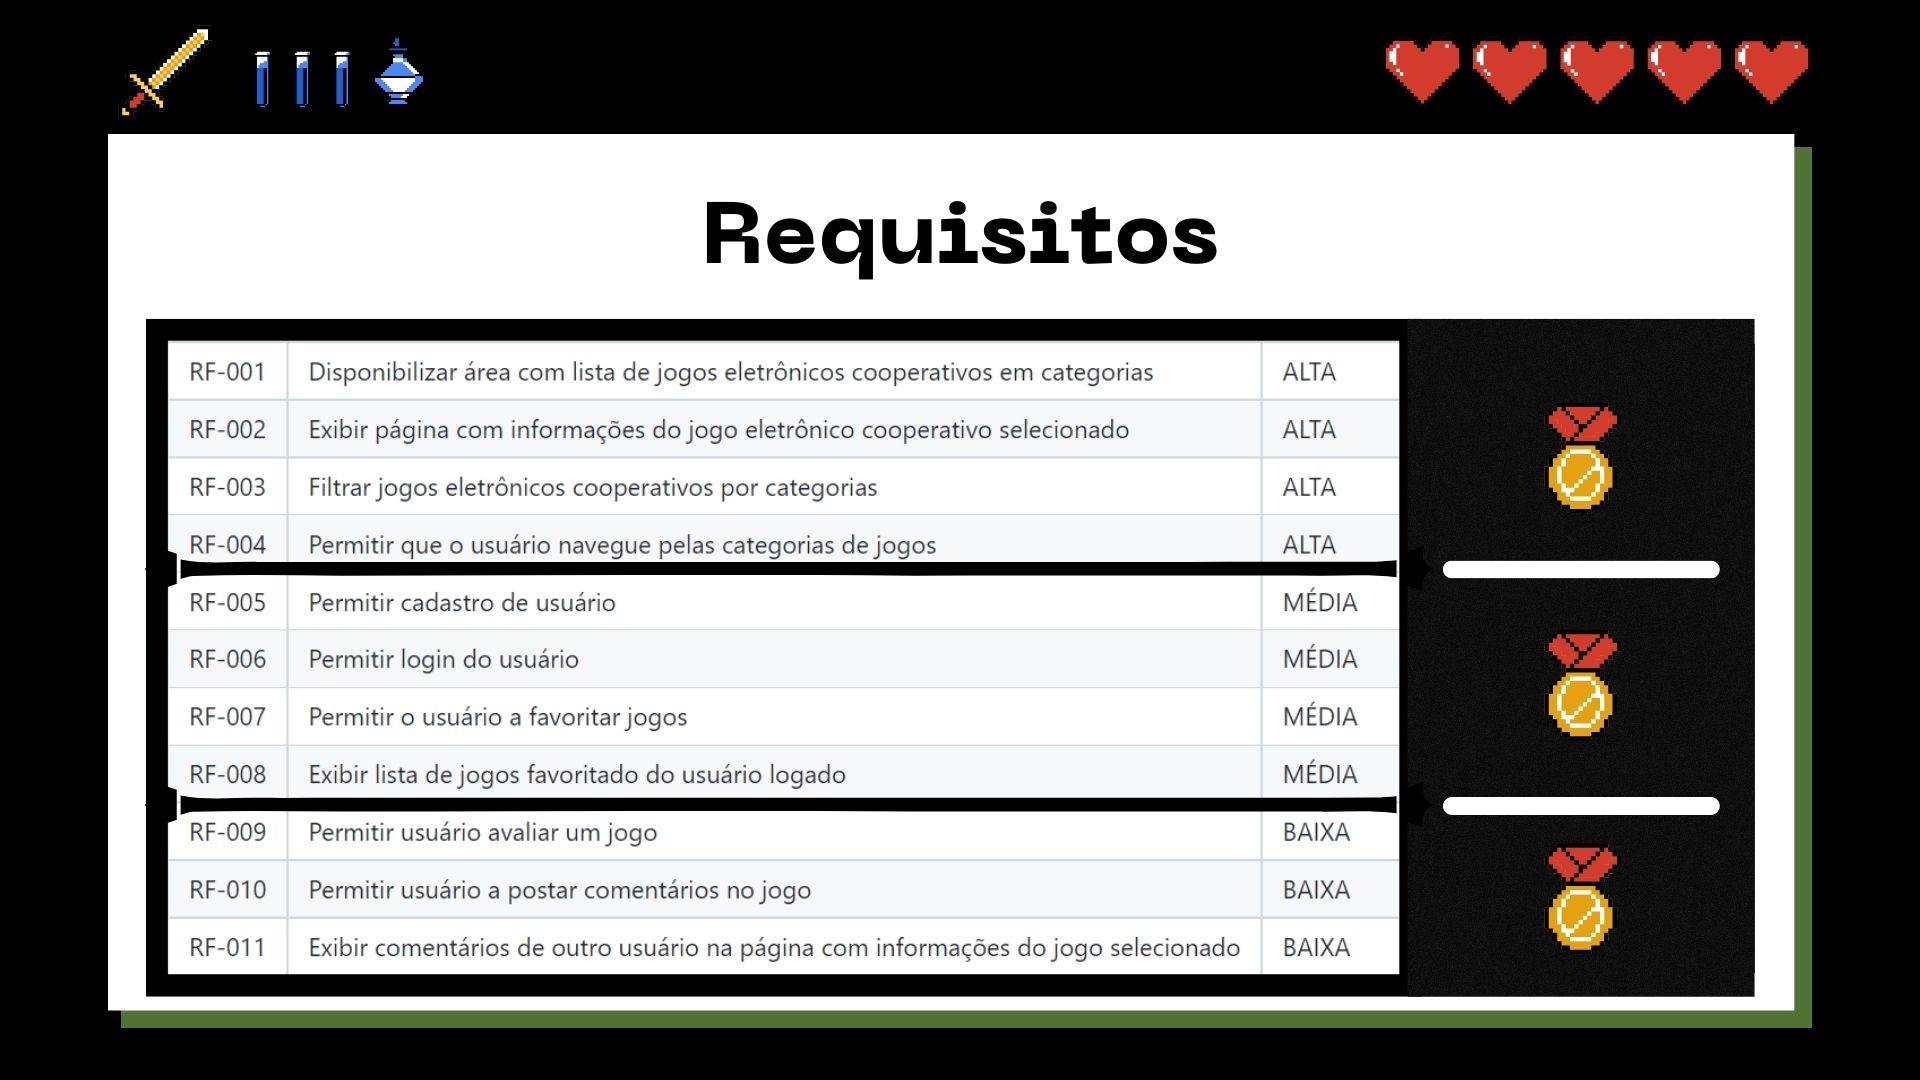 Requisitos
RF-001 Disponibilizar área com lista de jogos eletrônicos cooperativos em categorias ALTA
RF-002 Exibir página com informações do jogo eletrônico cooperativo selecionado ALTA
RF-003 Filtrar jogos eletrônicos cooperativos por categorias ALTA
RF-004 Permitir que o usuário navegue pelas categorias de jogos ALTA
RF-005 Permitir cadastro de usuário MÉDIA
RF-006 Permitir login do usuário MÉDIA
RF-007 Permitir o usuário a favoritar jogos MÉDIA
RF-008 Exibir lista de jogos favoritado do usuário logado MÉDIA
RF-009 Permitir usuário avaliar um jogo BAIXA
RF-010 Permitir usuário a postar comentários no jogo BAIXA
RF-011 Exibir comentários de outro usuário na página com informações do jogo selecionado BAIXA